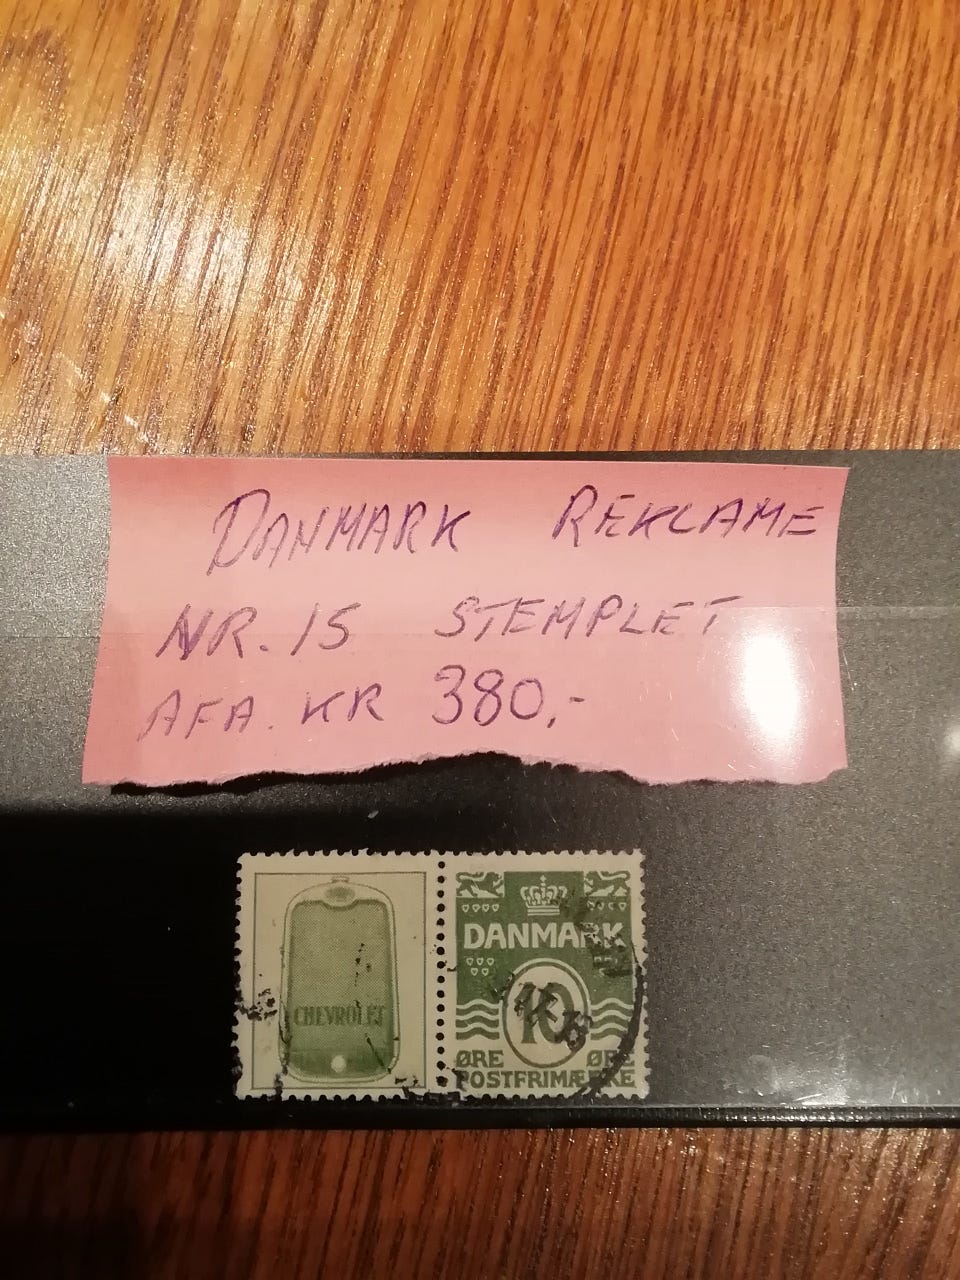 DANMARK REKLAME
NR. 15 STEMPLET
AFA. KR 380,-
CHEVROLET
DANMARK
10
ØRE ØRE
POSTFRIMÆRKE